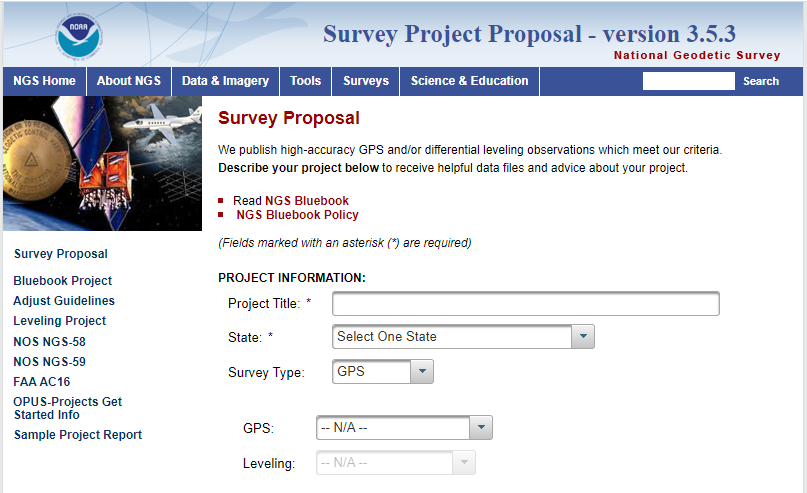 NOAA
Survey Project Proposal - version 3.5.3
National Geodetic Survey
NGS Home
About NGS
Data & Imagery
Tools
Surveys
Science & Education
Search
Survey Proposal
Bluebook Project
Adjust Guidelines
Leveling Project
NOS NGS-58
NOS NGS-59
FAA AC16
OPUS-Projects Get
Started Info
Sample Project Report
Survey Proposal
We publish high-accuracy GPS and/or differential leveling observations which meet our criteria.
Describe your project below to receive helpful data files and advice about your project.
Read NGS Bluebook
NGS Bluebook Policy
(Fields marked with an asterisk (*) are required)
PROJECT INFORMATION:
Project Title: *
State: * Select One State
Survey Type: GPS
GPS: -- N/A --
Leveling: -- N/A --